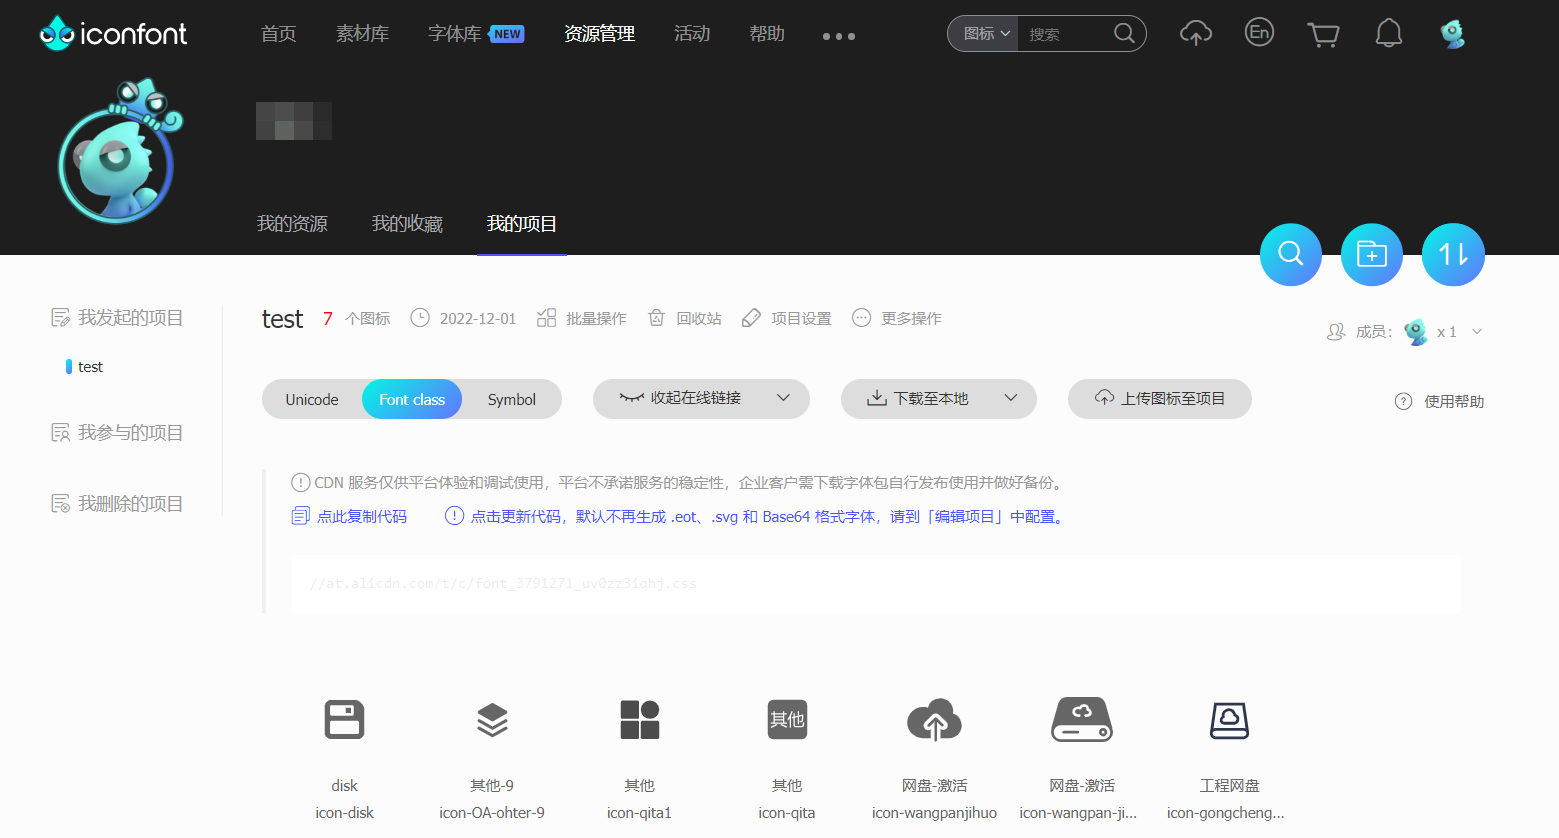 iconfont
首页 素材库 字体库 NEW 资源管理 活动 帮助
图标 搜索 En
我的资源 我的收藏 我的项目
我发起的项目
test
我参与的项目
我删除的项目
test 7 个图标 2022-12-01 批量操作 回收站 项目设置 更多操作
成员: x 1
Unicode Font class Symbol 收起在线链接 下载至本地 上传图标至项目 使用帮助
CDN 服务仅供平台体验和调试使用，平台不承诺服务的稳定性，企业客户需下载字体包自行发布使用并做好备份。
点此复制代码 点击更新代码，默认不再生成 .eot、.svg 和 Base64 格式字体，请到「编辑项目」中配置。
//at.alicdn.com/t/c/font_3791271_uv0zz3iqhj.css
其他
disk 其他-9 其他 其他 网盘-激活 网盘-激活 工程网盘
icon-disk icon-OA-ohter-9 icon-qita1 icon-qita icon-wangpanjihuo icon-wangpan-ji... icon-gongcheng...